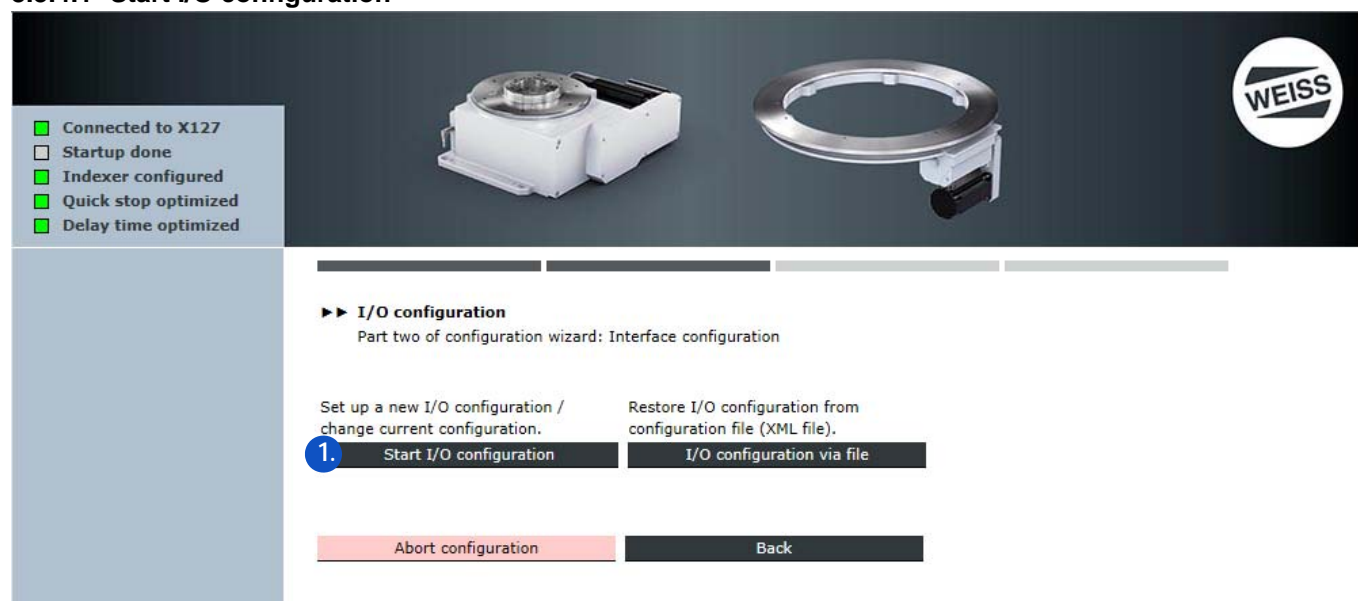 WEISS
Connected to X127
Startup done
Indexer configured
Quick stop optimized
Delay time optimized
►► I/O configuration
Part two of configuration wizard: Interface configuration
Set up a new I/O configuration /
change current configuration.
1. Start I/O configuration
Restore I/O configuration from
configuration file (XML file).
I/O configuration via file
Abort configuration
Back